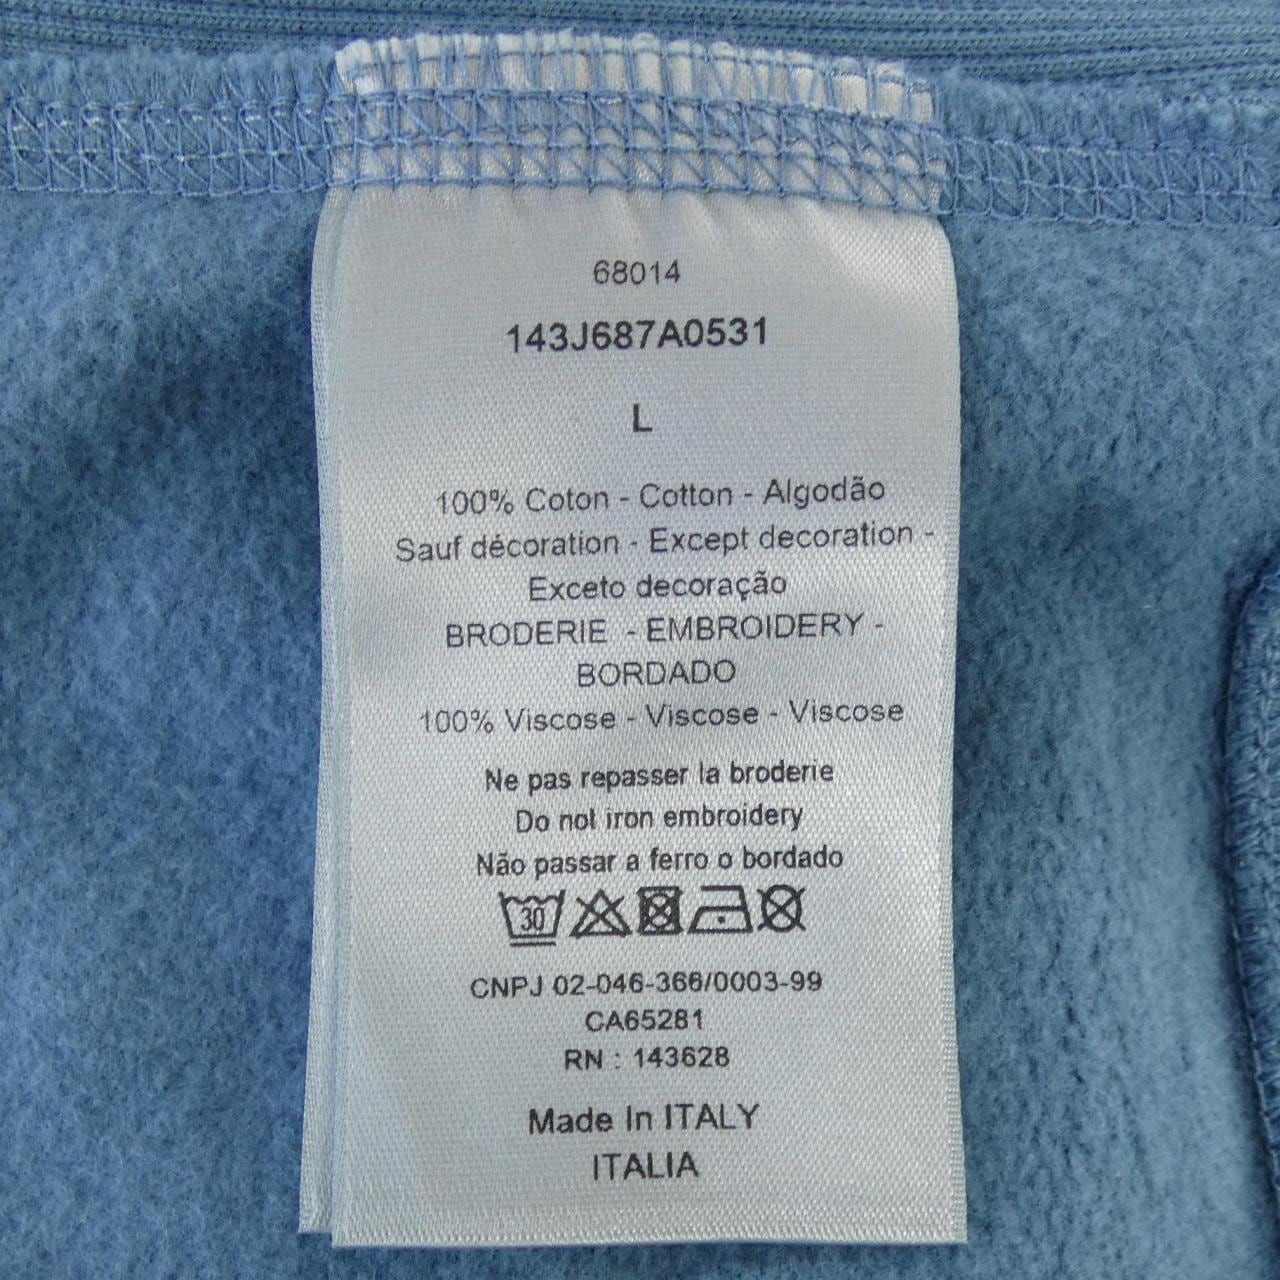 68014
143J687A0531
L
100% Coton - Cotton - Algodão
Sauf décoration - Except decoration -
Exceto decoração
BRODERIE - EMBROIDERY -
BORDADO
100% Viscose - Viscose - Viscose
Ne pas repasser la broderie
Do not iron embroidery
Não passar a ferro o bordado
30
CNPJ 02-046-366/0003-99
CA65281
RN : 143628
Made In ITALY
ITALIA